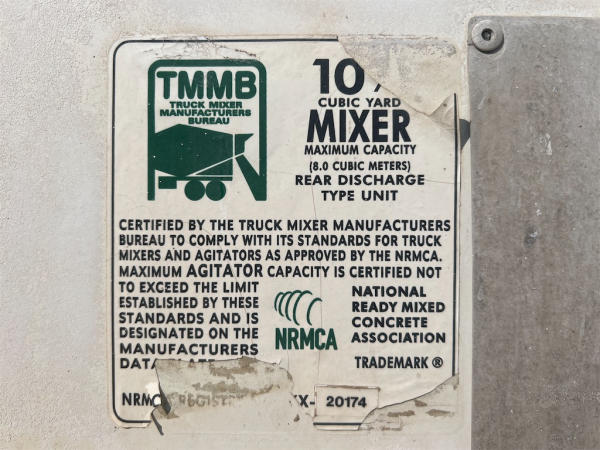 TMMB
TRUCK MIXER
MANUFACTURERS
BUREAU
10
CUBIC YARD
MIXER
MAXIMUM CAPACITY
(8.0 CUBIC METERS)
REAR DISCHARGE
TYPE UNIT
CERTIFIED BY THE TRUCK MIXER MANUFACTURERS
BUREAU TO COMPLY WITH ITS STANDARDS FOR TRUCK
MIXERS AND AGITATORS AS APPROVED BY THE NRMCA.
MAXIMUM AGITATOR CAPACITY IS CERTIFIED NOT
TO EXCEED THE LIMIT
ESTABLISHED BY THESE
STANDARDS AND IS
DESIGNATED ON THE
MANUFACTURERS
NRMCA
NATIONAL
READY MIXED
CONCRETE
ASSOCIATION
TRADEMARK ®
20174